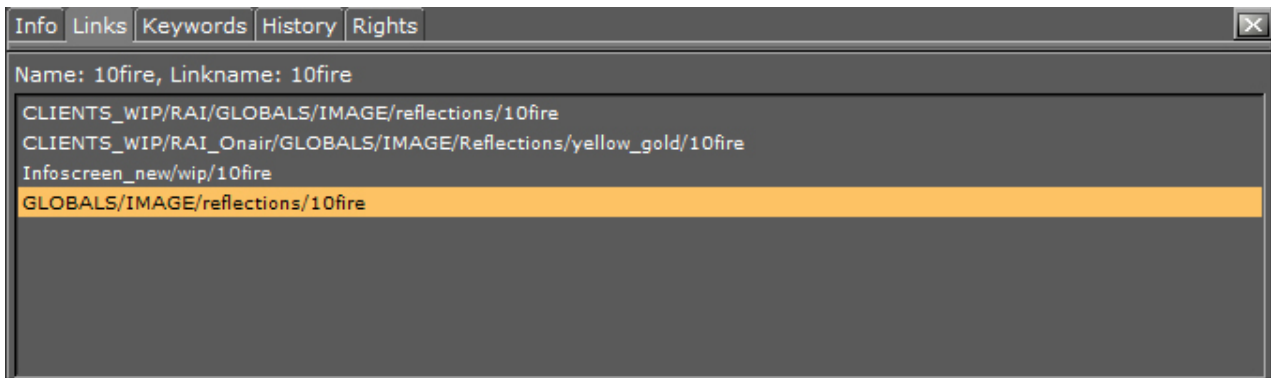 Info Links Keywords History Rights
Name: 10fire, Linkname: 10fire
CLIENTS_WIP/RAI/GLOBALS/IMAGE/reflections/10fire
CLIENTS_WIP/RAI_Onair/GLOBALS/IMAGE/Reflections/yellow_gold/10fire
Infoscreen_new/wip/10fire
GLOBALS/IMAGE/reflections/10fire